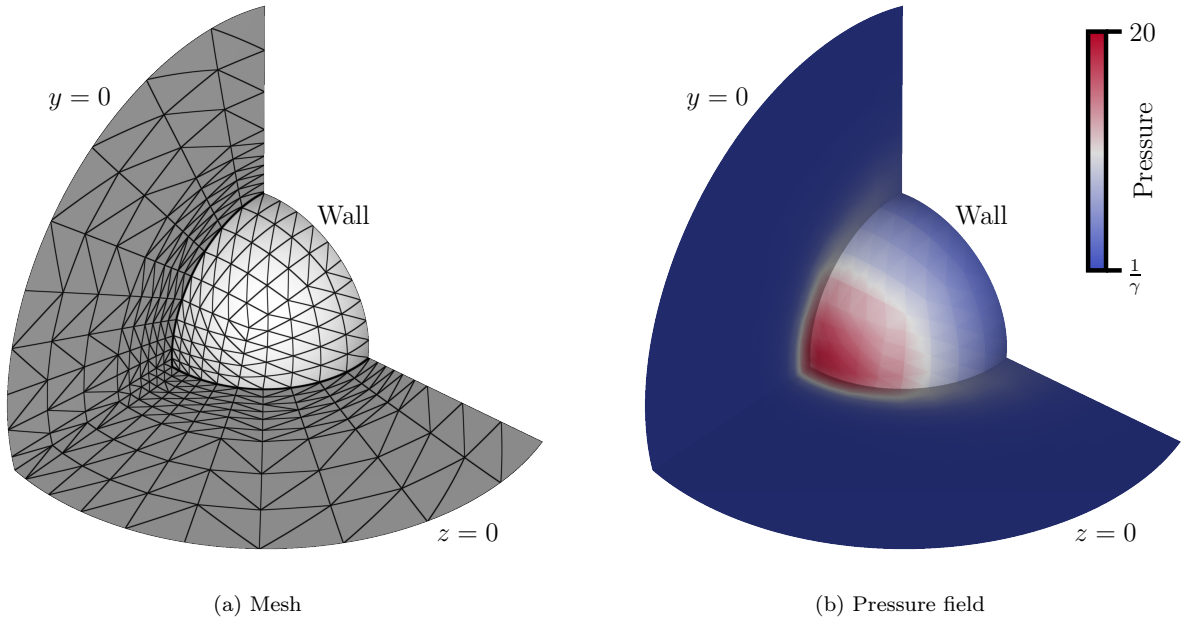 y = 0
Wall
z = 0
(a) Mesh
y = 0
Wall
z = 0
20
Pressure
1/γ
(b) Pressure field